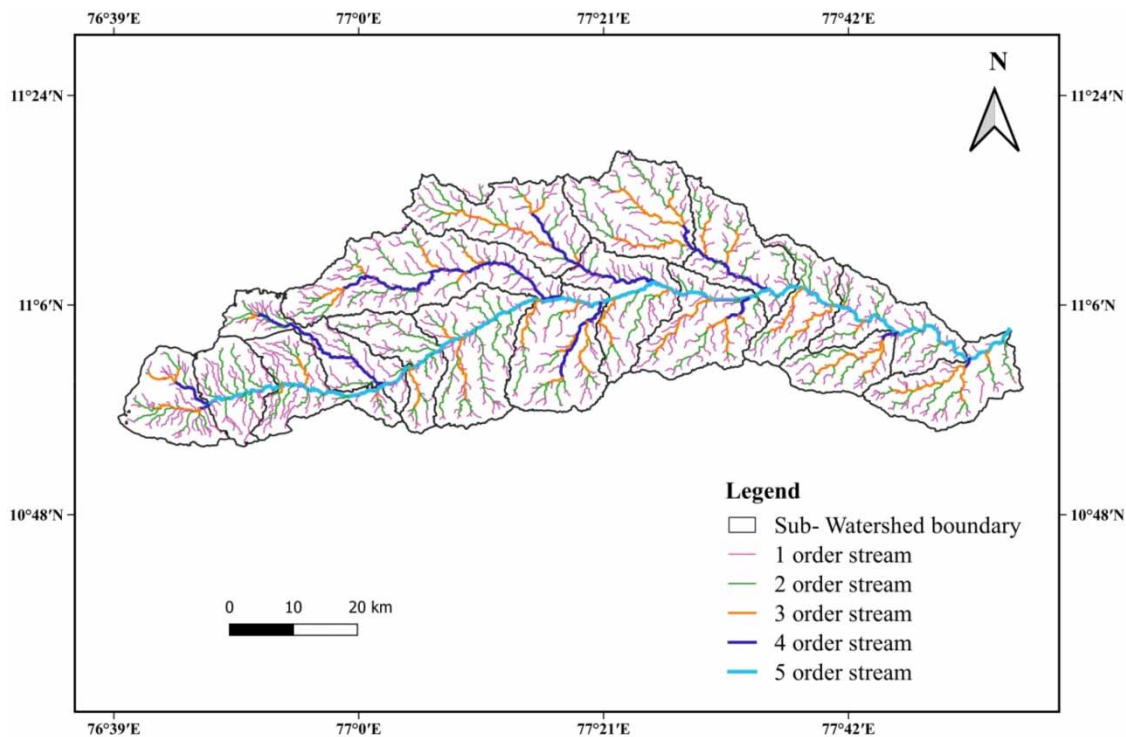 76°39′E 77°0′E 77°21′E 77°42′E
N
11°24′N 11°24′N
11°6′N 11°6′N
10°48′N 10°48′N
Legend
Sub- Watershed boundary
1 order stream
2 order stream
3 order stream
4 order stream
5 order stream
0 10 20 km
76°39′E 77°0′E 77°21′E 77°42′E